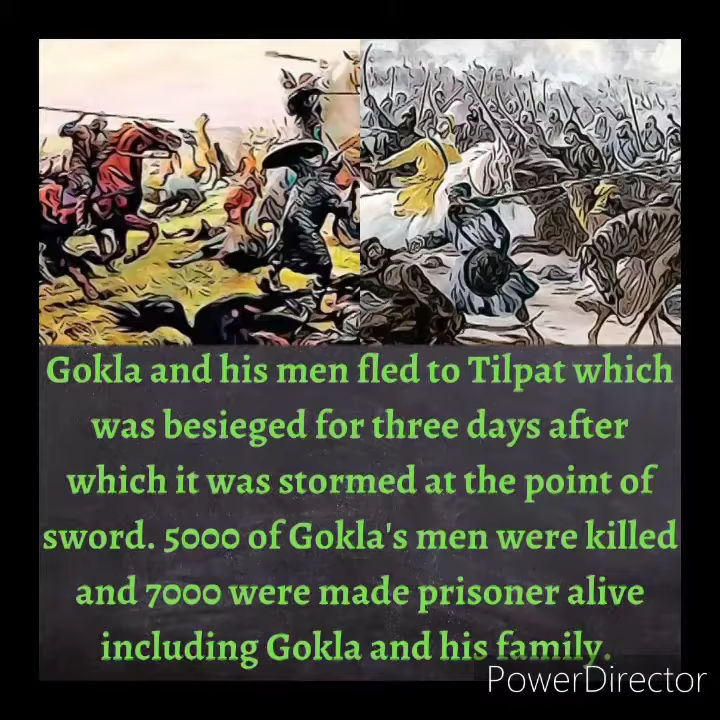 Gokla and his men fled to Tilpat which
was besieged for three days after
which it was stormed at the point of
sword. 5000 of Gokla's men were killed
and 7000 were made prisoner alive
including Gokla and his family.
PowerDirector